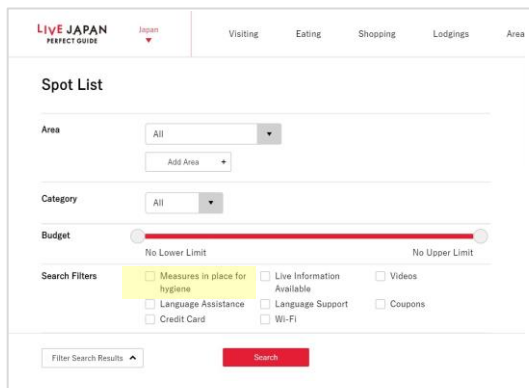 LIVE JAPAN
PERFECT GUIDE
Japan
Visiting Eating Shopping Lodgings Area
Spot List
Area
All
Add Area +
Category
All
Budget
No Lower Limit No Upper Limit
Search Filters
Measures in place for hygiene
Live Information Available
Videos
Language Assistance
Language Support
Coupons
Credit Card
Wi-Fi
Filter Search Results
Search